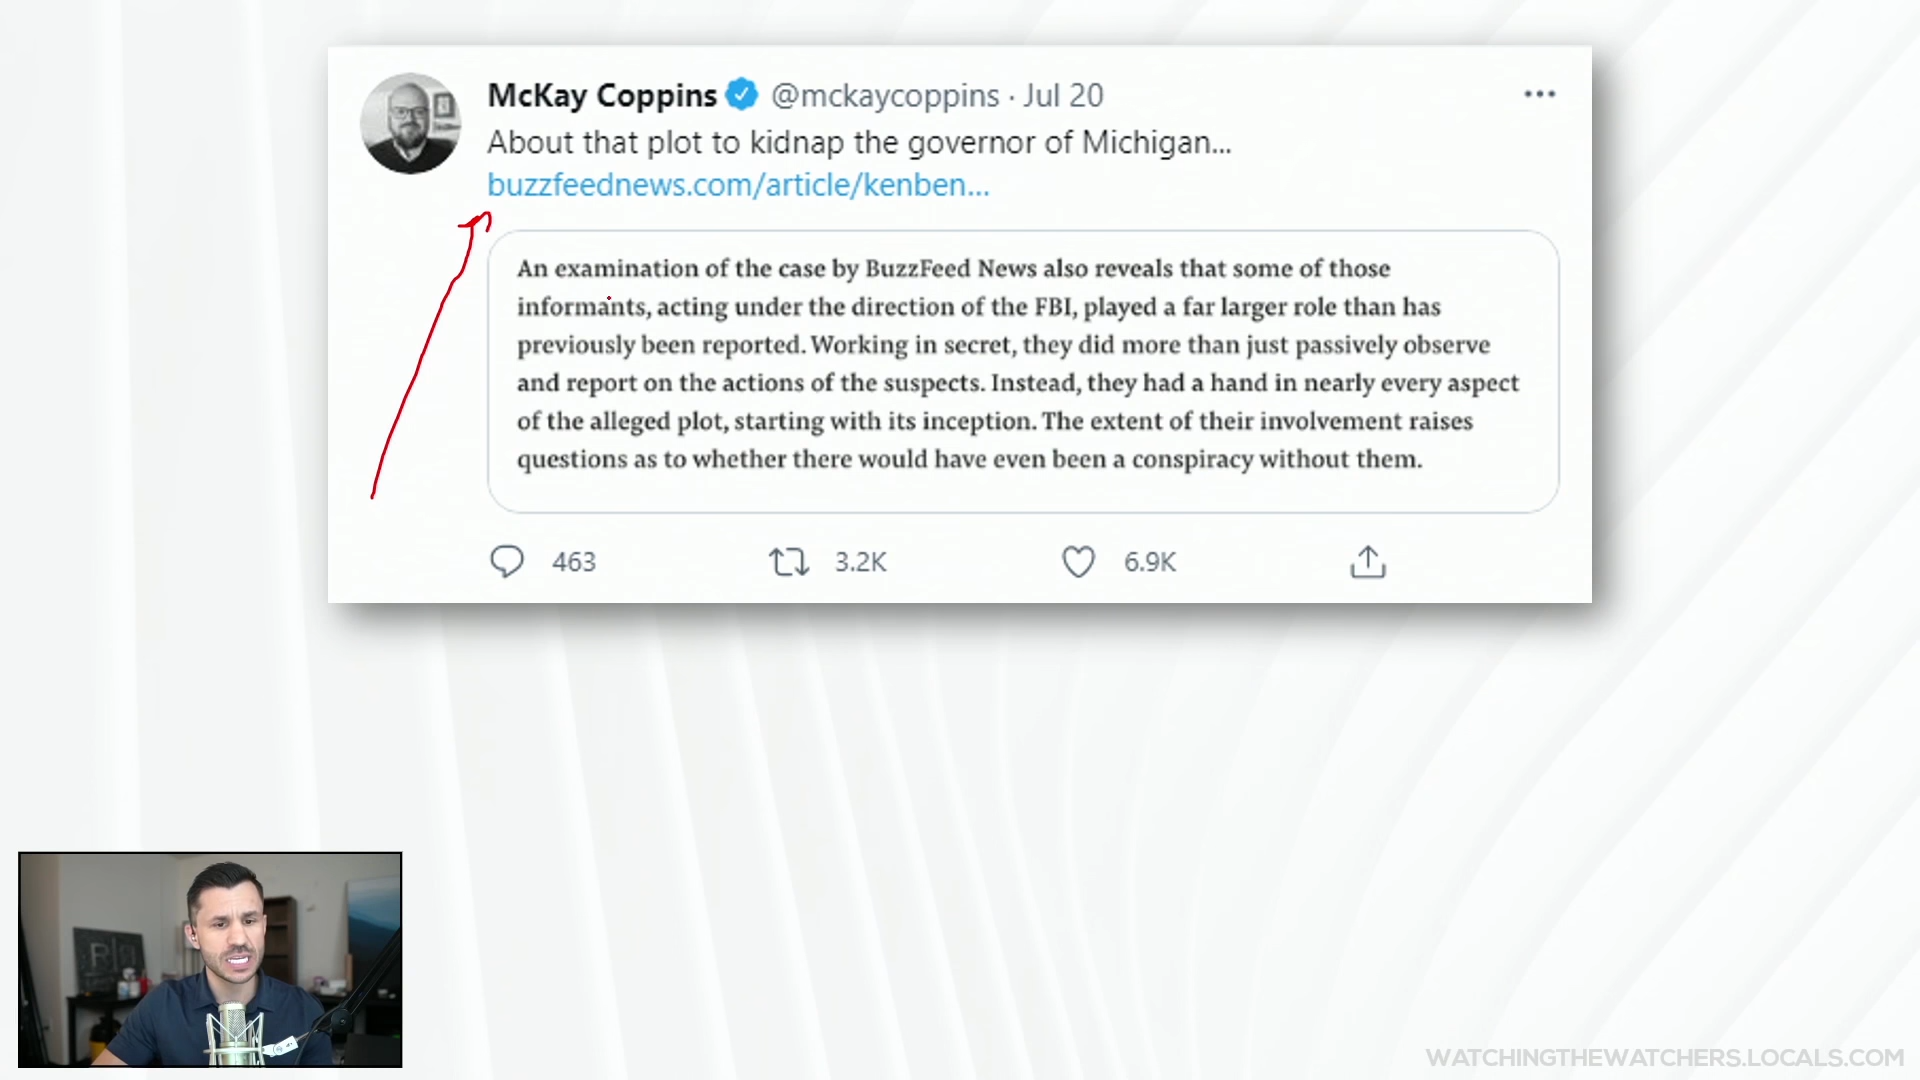 McKay Coppins @mckaycoppins · Jul 20
About that plot to kidnap the governor of Michigan...
buzzfeednews.com/article/kenben...
An examination of the case by BuzzFeed News also reveals that some of those
informants, acting under the direction of the FBI, played a far larger role than has
previously been reported. Working in secret, they did more than just passively observe
and report on the actions of the suspects. Instead, they had a hand in nearly every aspect
of the alleged plot, starting with its inception. The extent of their involvement raises
questions as to whether there would have even been a conspiracy without them.
463 3.2K 6.9K
WATCHINGTHEWATCHERS.LOCALS.COM